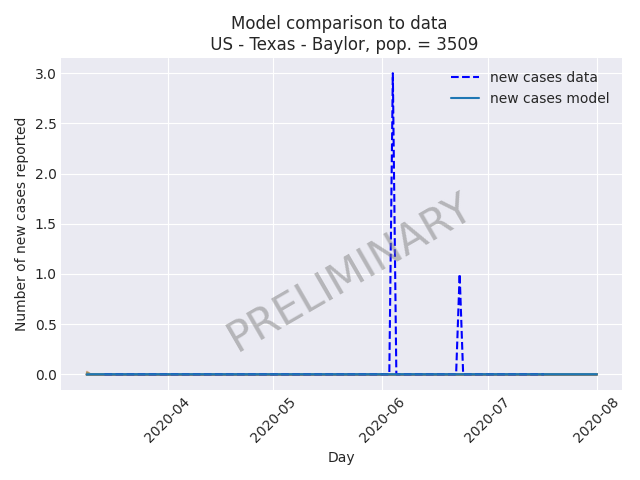 Model comparison to data
US - Texas - Baylor, pop. = 3509
new cases data
new cases model
3.0
2.5
2.0
1.5
1.0
0.5
0.0
Number of new cases reported
PRELIMINARY
2020-04
2020-05
2020-06
2020-07
2020-08
Day